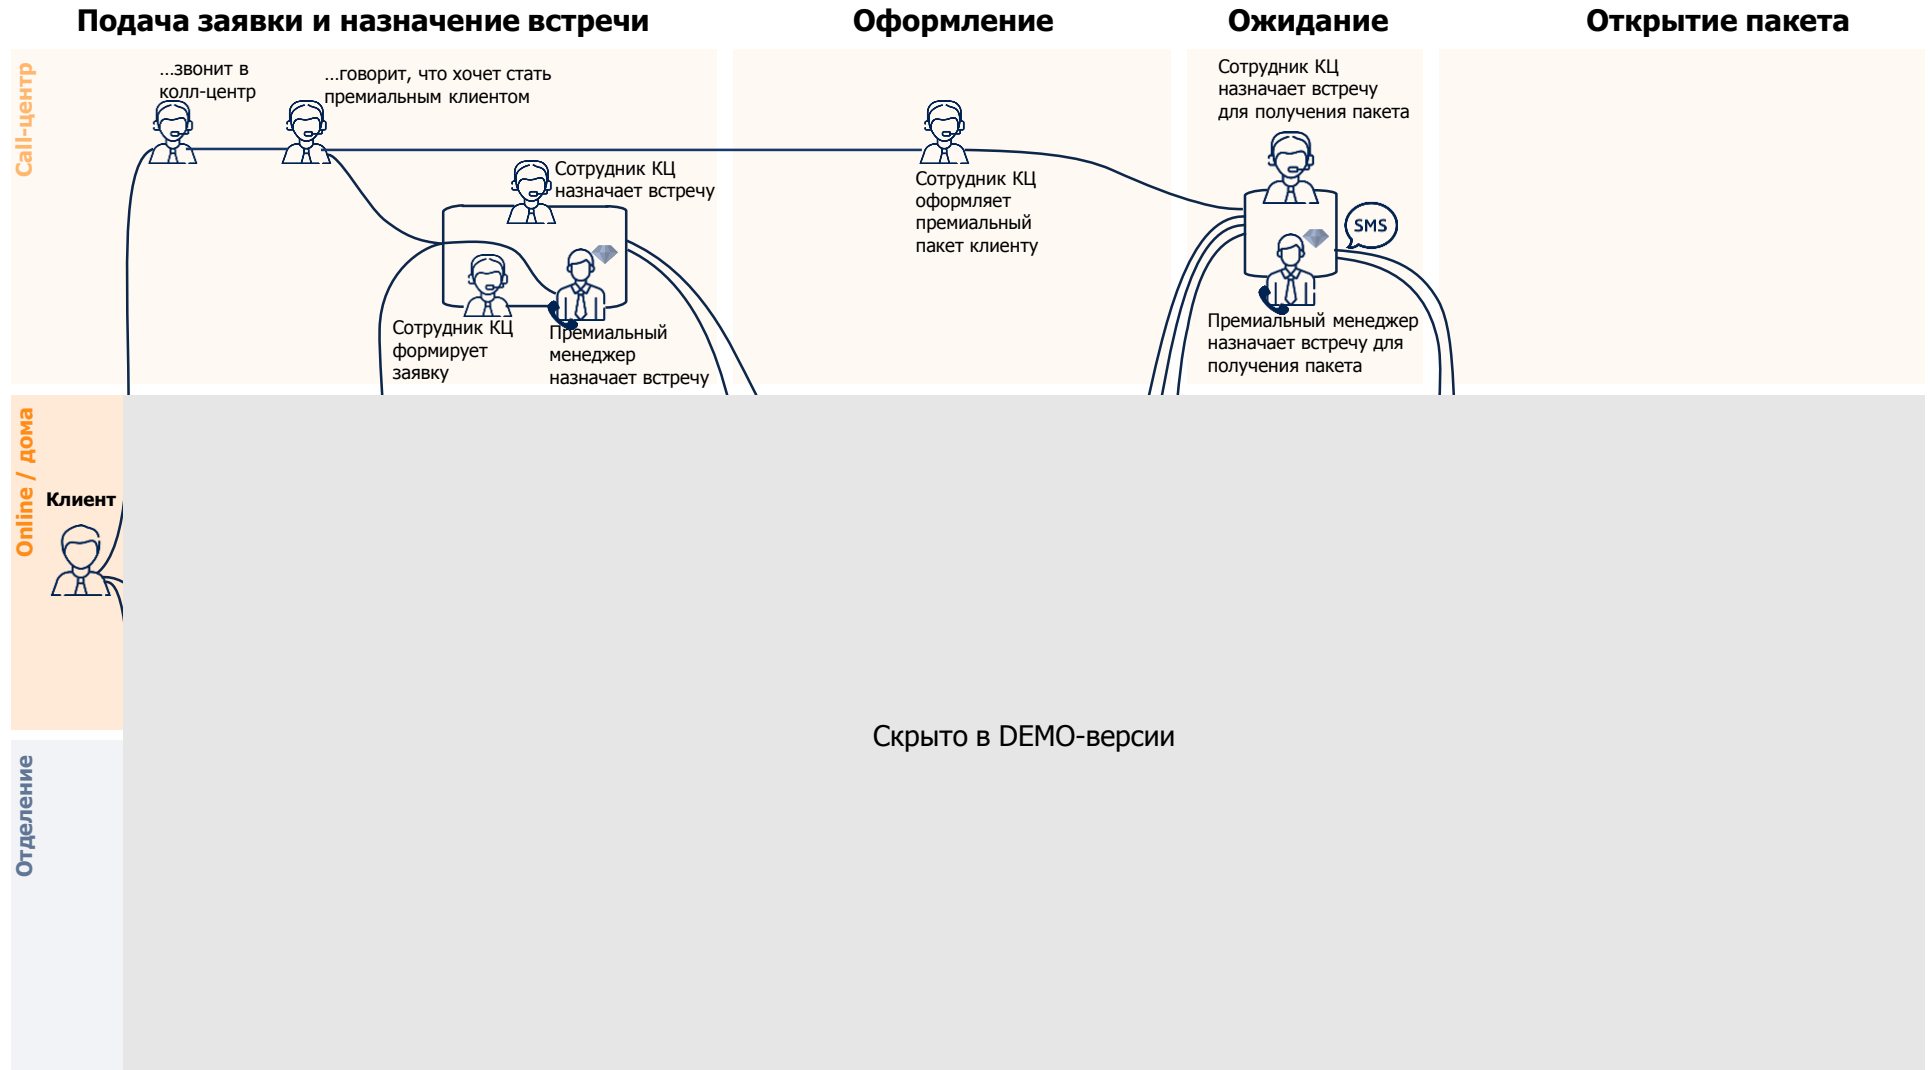 Подача заявки и назначение встречи
Оформление
Ожидание
Открытие пакета
Call-центр
…звонит в
колл-центр
…говорит, что хочет стать
премиальным клиентом
Сотрудник КЦ
назначает встречу
Сотрудник КЦ
формирует
заявку
Премиальный
менеджер
назначает встречу
Сотрудник КЦ
оформляет
премиальный
пакет клиенту
Сотрудник КЦ
назначает встречу
для получения пакета
SMS
Премиальный менеджер
назначает встречу для
получения пакета
Online / дома
Клиент
Скрыто в DEMO-версии
Отделение